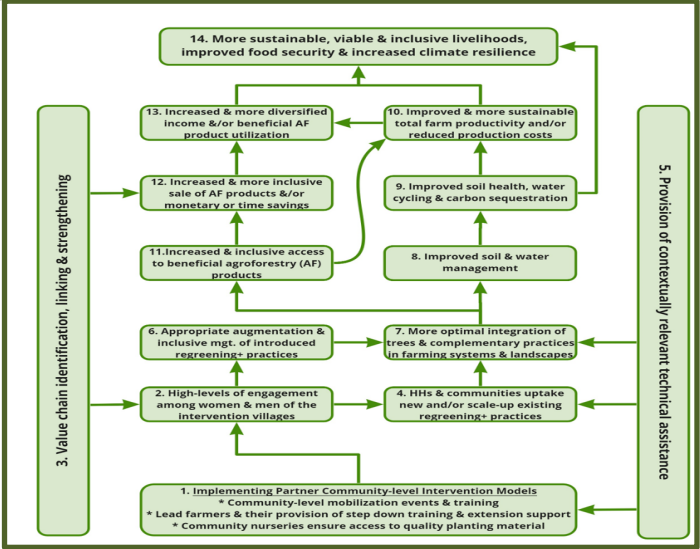 14. More sustainable, viable & inclusive livelihoods,
improved food security & increased climate resilience
13. Increased & more diversified
income &/or beneficial AF
product utilization
10. Improved & more sustainable
total farm productivity and/or
reduced production costs
12. Increased & more inclusive
sale of AF products &/or
monetary or time savings
9. Improved soil health, water
cycling & carbon sequestration
11.Increased & inclusive access
to beneficial agroforestry (AF)
products
8. Improved soil & water
management
6. Appropriate augmentation &
inclusive mgt. of introduced
regreening+ practices
7. More optimal integration of
trees & complementary practices
in farming systems & landscapes
2. High-levels of engagement
among women & men of the
intervention villages
4. HHs & communities uptake
new and/or scale-up existing
regreening+ practices
1. Implementing Partner Community-level Intervention Models
* Community-level mobilization events & training
* Lead farmers & their provision of step down training & extension support
* Community nurseries ensure access to quality planting material
3. Value chain identification, linking & strengthening
5. Provision of contextually relevant technical assistance